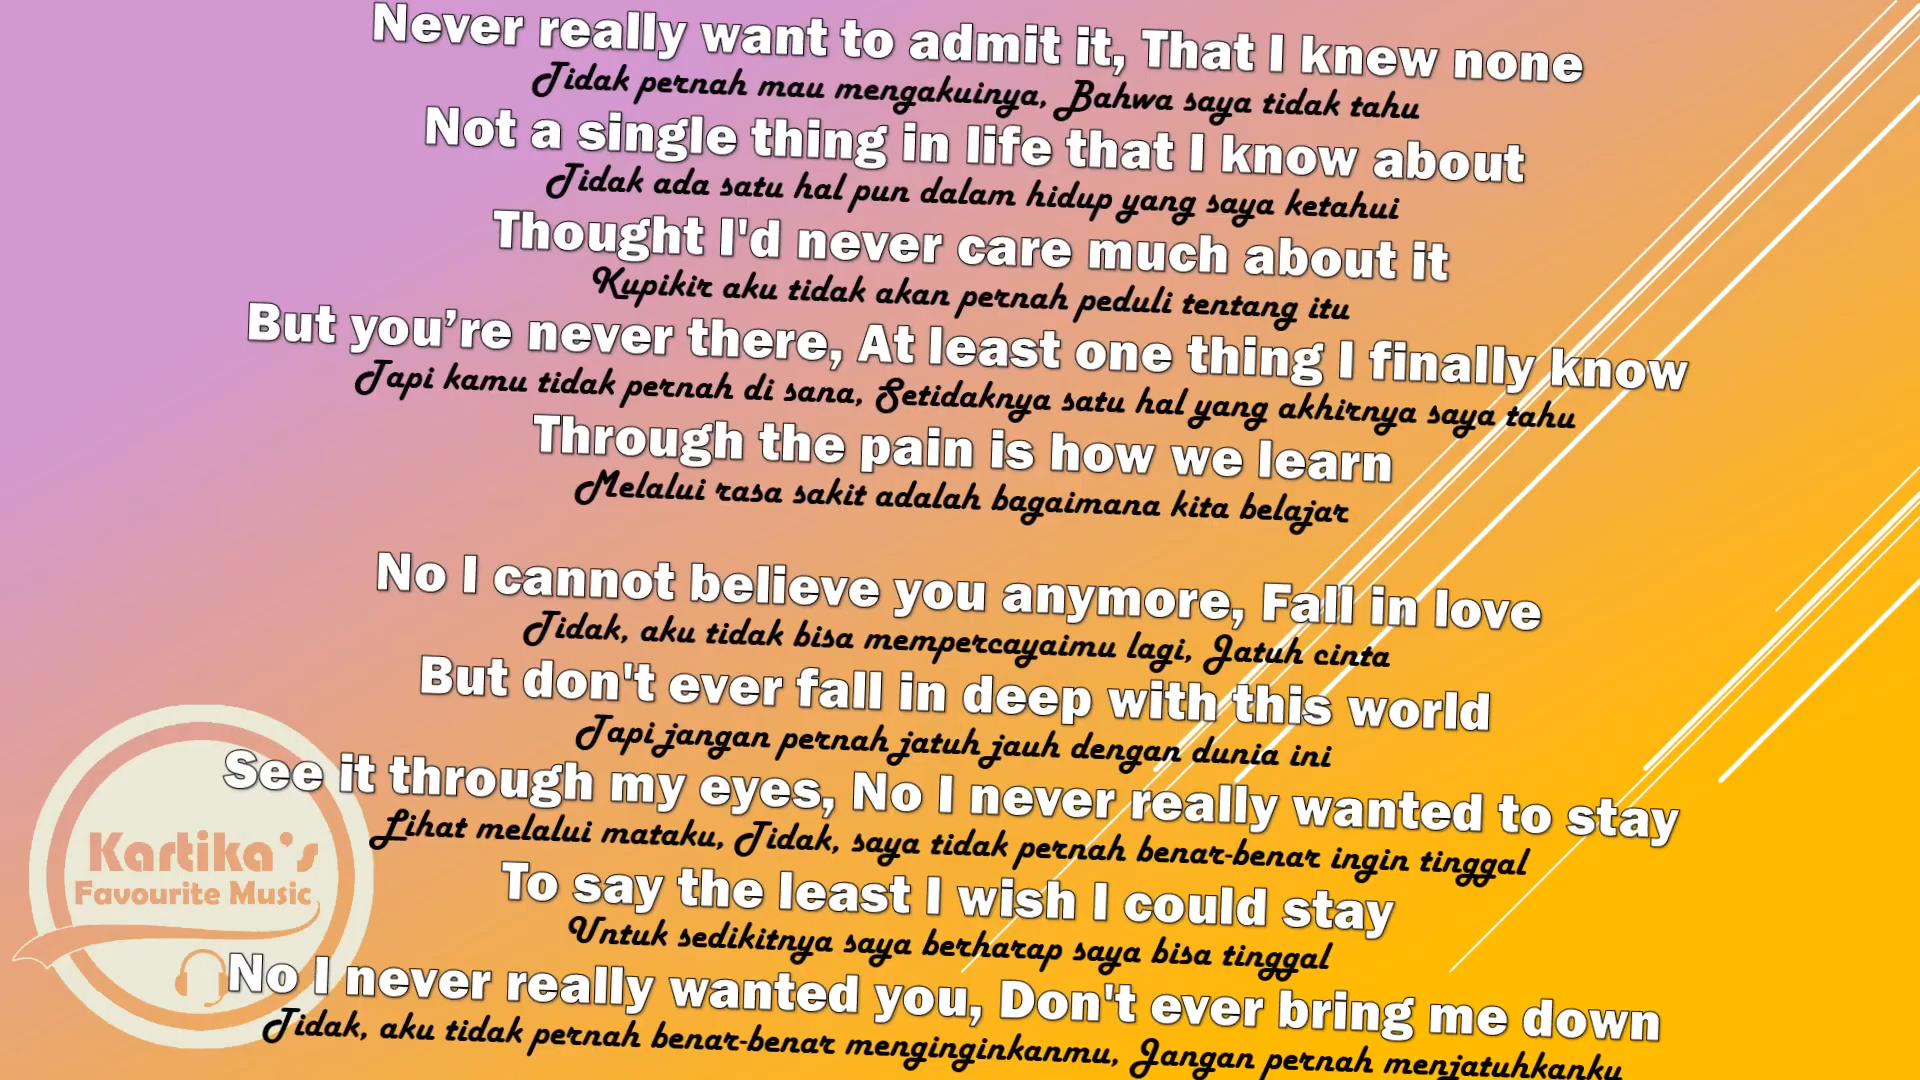 Never really want to admit it, That I knew none
Tidak pernah mau mengakuinya, Bahwa saya tidak tahu
Not a single thing in life that I know about
Tidak ada satu hal pun dalam hidup yang saya ketahui
Thought I'd never care much about it
Kupikir aku tidak akan pernah peduli tentang itu
But you’re never there, At least one thing I finally know
Tapi kamu tidak pernah di sana, Setidaknya satu hal yang akhirnya saya tahu
Through the pain is how we learn
Melalui rasa sakit adalah bagaimana kita belajar
No I cannot believe you anymore, Fall in love
Tidak, aku tidak bisa mempercayaimu lagi, Jatuh cinta
But don't ever fall in deep with this world
Tapi jangan pernah jatuh jauh dengan dunia ini
See it through my eyes, No I never really wanted to stay
Lihat melalui mataku, Tidak, saya tidak pernah benar-benar ingin tinggal
To say the least I wish I could stay
Untuk sedikitnya saya berharap saya bisa tinggal
No I never really wanted you, Don't ever bring me down
Tidak, aku tidak pernah benar-benar menginginkanmu, Jangan pernah menjatuhkanku
Kartika's
Favourite Music